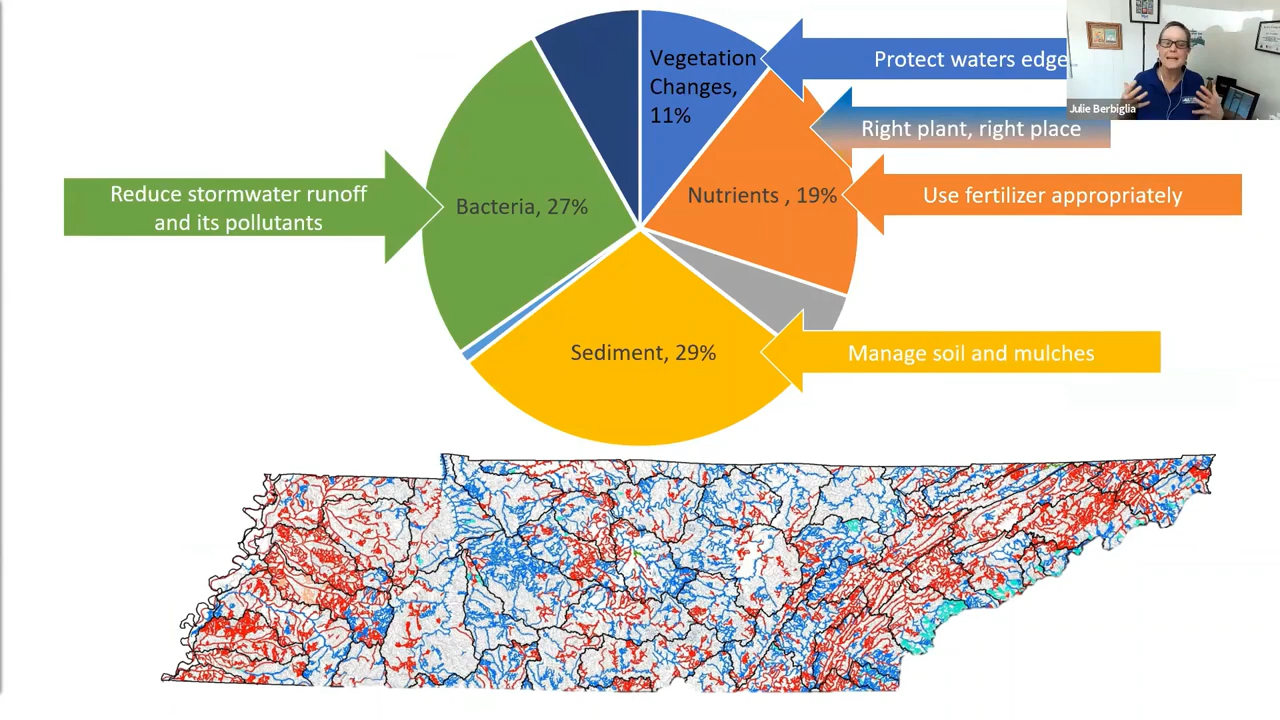 Vegetation
Changes,
11%
Protect waters edge
Julie Berbiglia
Right plant, right place
Nutrients , 19%
Use fertilizer appropriately
Reduce stormwater runoff
and its pollutants
Bacteria, 27%
Sediment, 29%
Manage soil and mulches